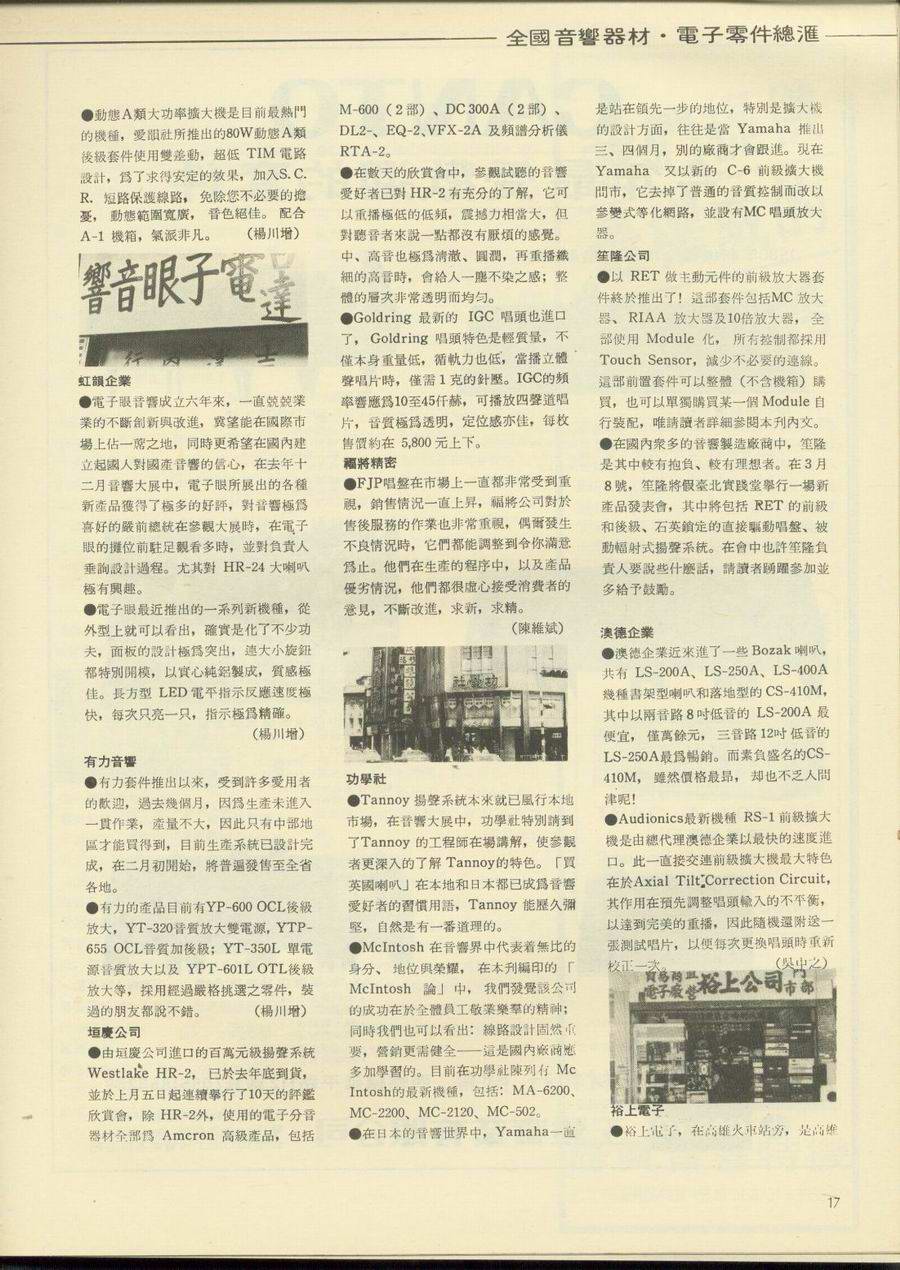 全國音響器材・電子零件總滙
●動態A類大功率擴大機是目前最熱門
的機種，愛韻社所推出的80W動態A類
後級套件使用雙差動，超低 TIM 電路
設計，爲了求得安定的效果，加入S.C.
R. 短路保護線路，免除您不必要的擔
憂，動態範圍寬廣，音色絕佳。配合
A-1 機箱，氣派非凡。 （楊川增）
響音眼子電
達
虹韻企業
●電子眼音響成立六年來，一直兢兢業
業的不斷創新與改進，冀望能在國際市
場上佔一席之地，同時更希望在國內建
立起國人對國產音響的信心，在去年十
二月音響大展中，電子眼所展出的各種
新產品獲得了極多的好評，對音響極爲
喜好的嚴前總統在參觀大展時，在電子
眼的攤位前駐足觀看多時，並對負責人
垂詢設計過程。尤其對 HR-24 大喇叭
極有興趣。
●電子眼最近推出的一系列新機種，從
外型上就可以看出，確實是化了不少功
夫，面板的設計極爲突出，連大小旋鈕
都特別開模，以實心純鋁製成，質感極
佳。長方型 LED 電平指示反應速度極
快，每次只亮一只，指示極爲精確。
（楊川增）
有力音響
●有力套件推出以來，受到許多愛用者
的歡迎，過去幾個月，因爲生產未進入
一貫作業，產量不大，因此只有中部地
區才能買得到，目前生產系統已設計完
成，在二月初開始，將普遍發售至全省
各地。
●有力的產品目前有YP-600 OCL後級
放大，YT-320音質放大雙電源，YTP-
655 OCL音質加後級；YT-350L 單電
源音質放大以及 YPT-601L OTL後級
放大等，採用經過嚴格挑選之零件，裝
過的朋友都說不錯。 （楊川增）
垣慶公司
●由垣慶公司進口的百萬元級揚聲系統
Westlake HR-2，已於去年底到貨，
並於上月五日起連續舉行了10天的評鑑
欣賞會，除 HR-2外，使用的電子分音
器材全部爲 Amcron 高級產品，包括
M-600（2部）、DC300A（2部）、
DL2-、EQ-2、VFX-2A 及頻譜分析儀
RTA-2。
●在數天的欣賞會中，參觀試聽的音響
愛好者已對 HR-2 有充分的了解，它可
以重播極低的低頻，震撼力相當大，但
對聽音者來說一點都沒有厭煩的感覺。
中、高音也極爲清澈、圓潤，再重播纖
細的高音時，會給人一塵不染之感；整
體的層次非常透明而均勻。
●Goldring 最新的 IGC 唱頭也進口
了，Goldring 唱頭特色是輕質量，不
僅本身重量低，循軌力也低，當播立體
聲唱片時，僅需1克的針壓。IGC的頻
率響應爲10至45仟赫，可播放四聲道唱
片，音質極爲透明，定位感亦佳，每枚
售價約在 5,800 元上下。
福將精密
●FJP唱盤在市場上一直都非常受到重
視，銷售情況一直上昇，福將公司對於
售後服務的作業也非常重視，偶爾發生
不良情況時，它們都能調整到令你滿意
爲止。他們在生產的程序中，以及產品
優劣情況，他們都很虛心接受消費者的
意見，不斷改進，求新，求精。
（陳維斌）
社學功
功學社
●Tannoy 揚聲系統本來就已風行本地
市場，在音響大展中，功學社特別請到
了Tannoy 的工程師在場講解，使參觀
者更深入的了解 Tannoy的特色。「買
英國喇叭」在本地和日本都已成爲音響
愛好者的習慣用語，Tannoy 能歷久彌
堅，自然是有一番道理的。
●McIntosh 在音響界中代表着無比的
身分、地位與榮耀，在本刊編印的「
McIntosh 論」中，我們發覺該公司
的成功在於全體員工敬業樂羣的精神；
同時我們也可以看出：線路設計固然重
要，營銷更需健全——這是國內廠商應
多加學習的。目前在功學社陳列有 Mc
Intosh的最新機種，包括：MA-6200、
MC-2200、MC-2120、MC-502。
●在日本的音響世界中，Yamaha一直
是站在領先一步的地位，特別是擴大機
的設計方面，往往是當 Yamaha 推出
三、四個月，別的廠商才會跟進。現在
Yamaha 又以新的 C-6 前級擴大機
問市，它去掉了普通的音質控制而改以
參變式等化網路，並設有MC唱頭放大
器。
笙隆公司
●以 RET 做主動元件的前級放大器套
件終於推出了！這部套件包括MC 放大
器、RIAA 放大器及10倍放大器，全
部使用 Module 化，所有控制都採用
Touch Sensor，減少不必要的連線。
這部前置套件可以整體（不含機箱）購
買，也可以單獨購買某一個 Module 自
行裝配，唯請讀者詳細參閱本刊內文。
●在國內衆多的音響製造廠商中，笙隆
是其中較有抱負、較有理想者。在3月
8號，笙隆將假臺北實踐堂舉行一場新
產品發表會，其中將包括 RET 的前級
和後級、石英鎖定的直接驅動唱盤、被
動輻射式揚聲系統。在會中也許笙隆負
責人要說些什麽話，請讀者踴躍參加並
多給予鼓勵。
澳德企業
●澳德企業近來進了一些 Bozak 喇叭，
共有 LS-200A、LS-250A、LS-400A
幾種書架型喇叭和落地型的 CS-410M，
其中以兩音路8吋低音的 LS-200A 最
便宜，僅萬餘元，三音路12吋低音的
LS-250A最爲暢銷。而素負盛名的CS-
410M，雖然價格最昂，却也不乏人問
津呢！
●Audionics最新機種 RS-1 前級擴大
機是由總代理澳德企業以最快的速度進
口。此一直接交連前級擴大機最大特色
在於Axial Tilt Correction Circuit，
其作用在預先調整唱頭輸入的不平衡，
以達到完美的重播，因此隨機還附送一
張測試唱片，以便每次更換唱頭時重新
校正一次。 （吳中之）
電子廠營
裕上公司
門市部
裕上電子
●裕上電子，在高雄火車站旁，是高雄
17